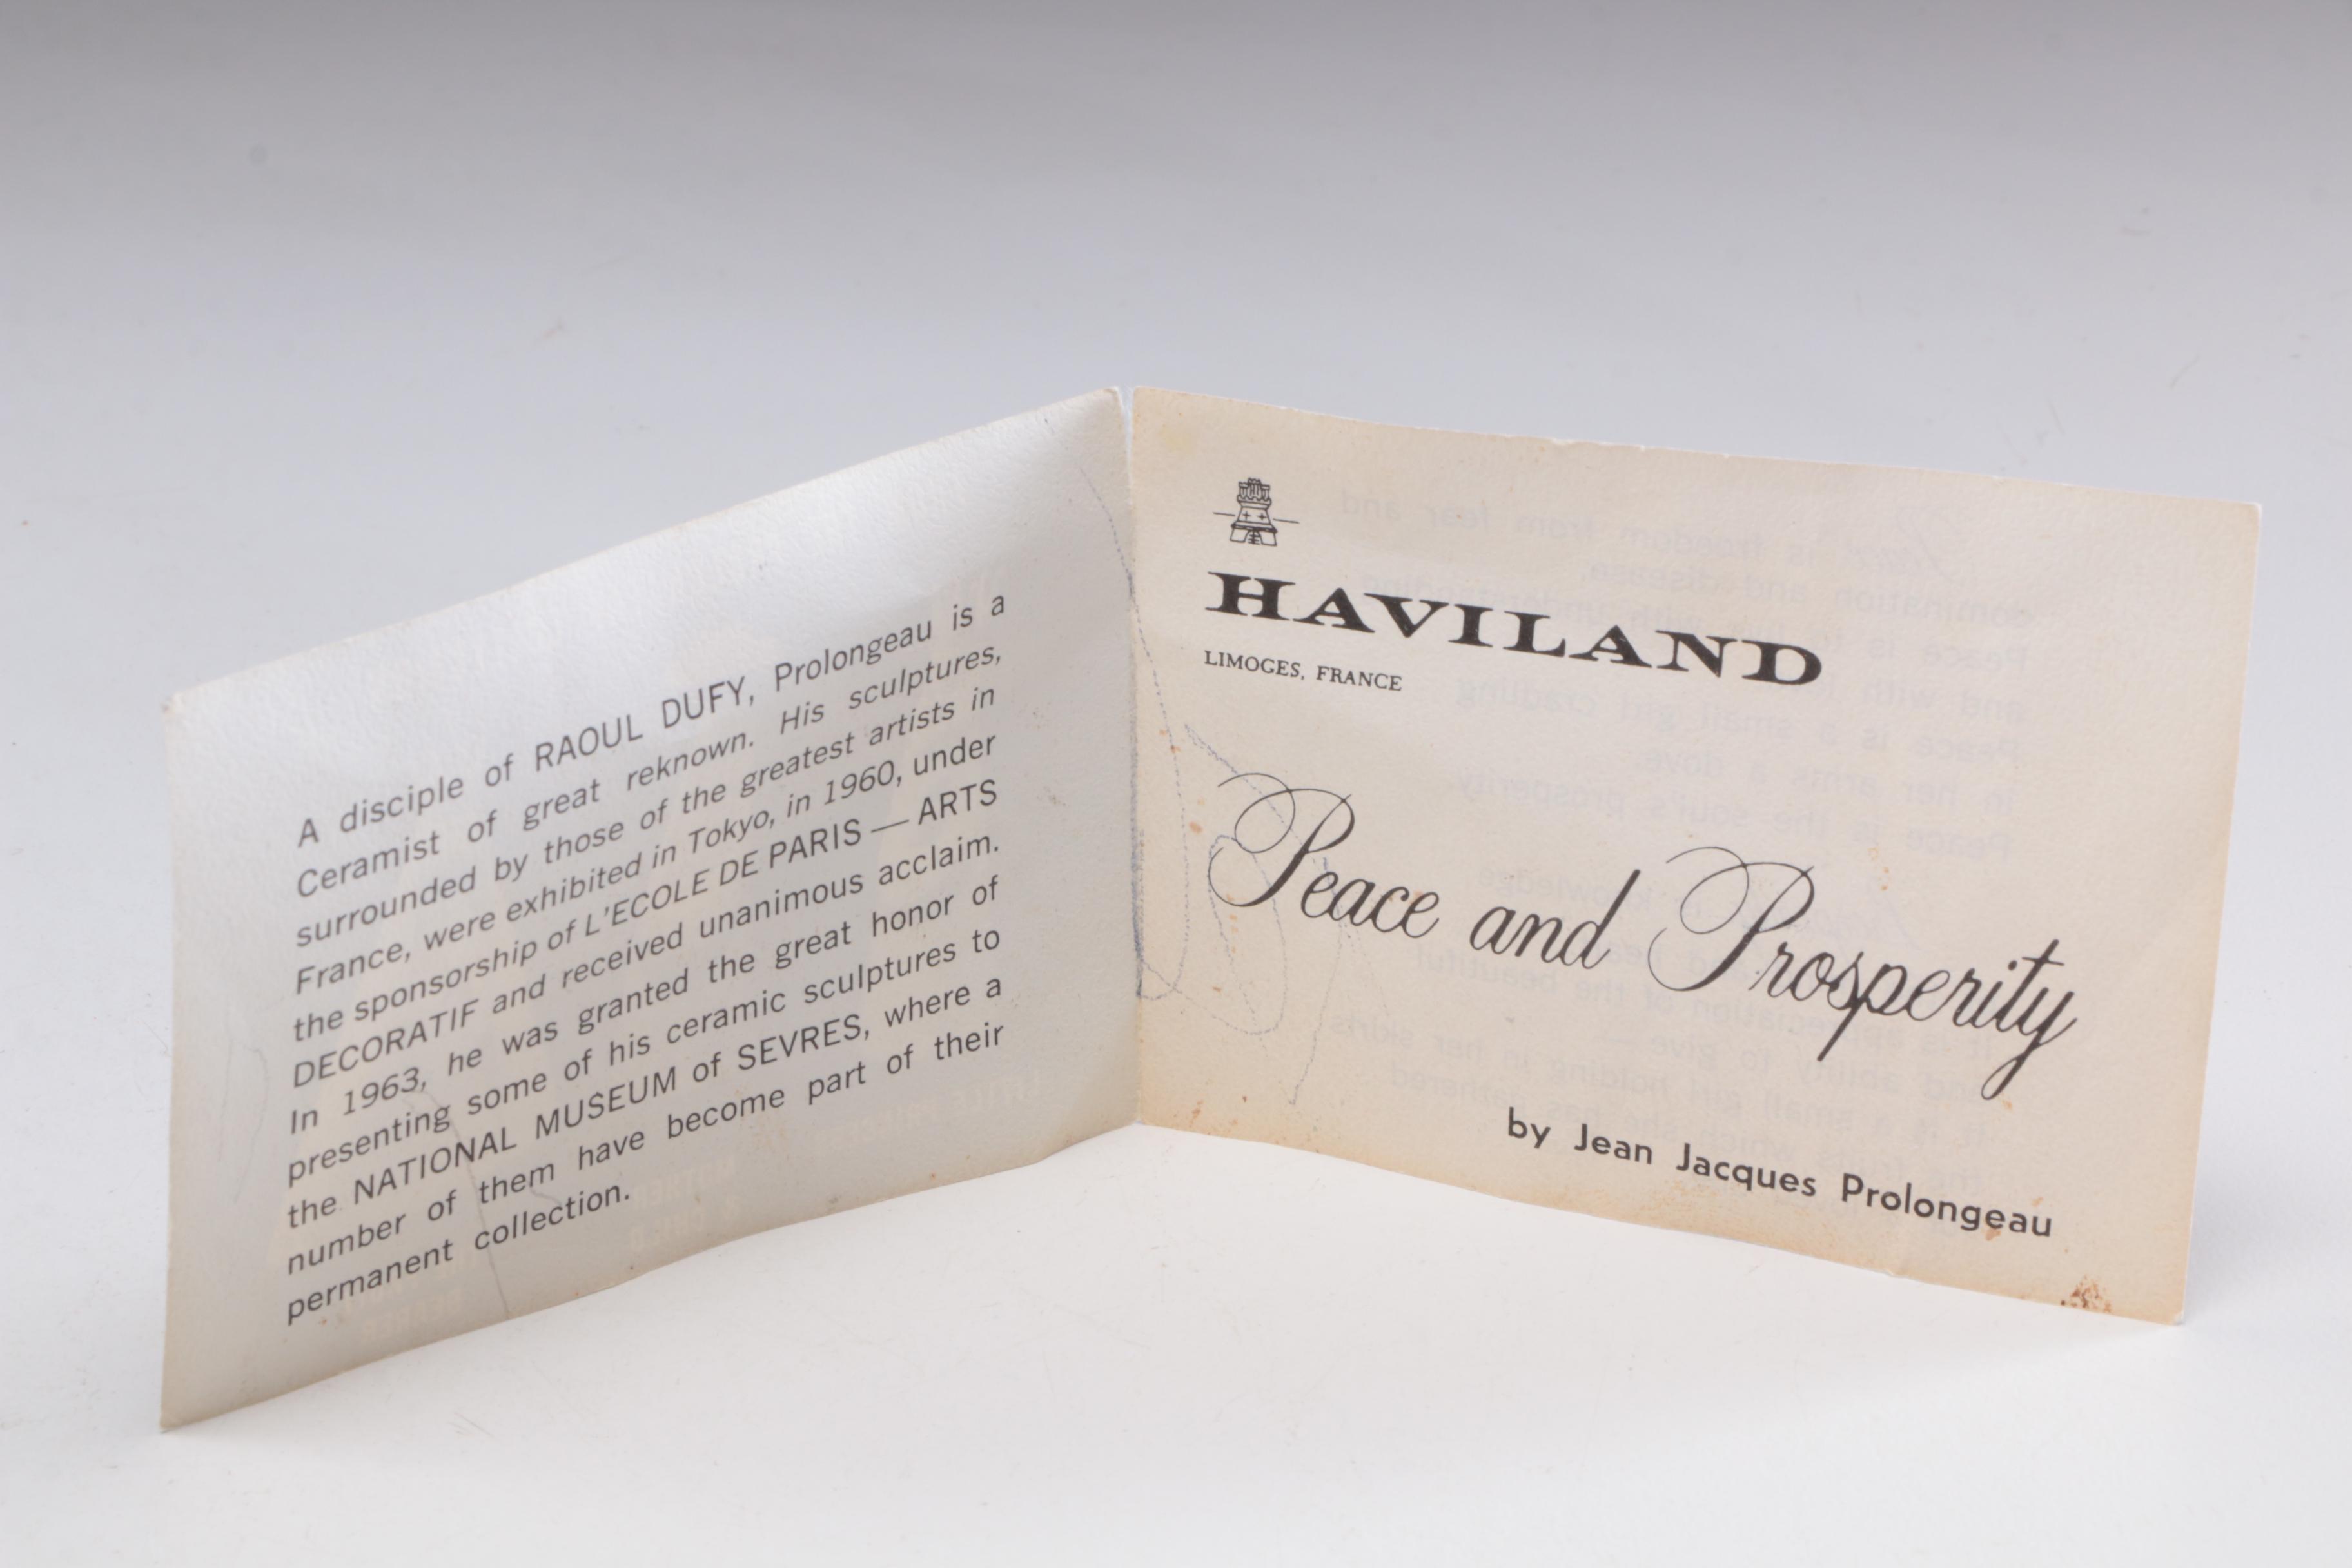 A disciple of RAOUL DUFY, Prolongeau is a
Ceramist of great reknown. His sculptures,
surrounded by those of the greatest artists in
France, were exhibited in Tokyo, in 1960, under
the sponsorship of L'ECOLE DE PARIS — ARTS
DECORATIF and received unanimous acclaim.
In 1963, he was granted the great honor of
presenting some of his ceramic sculptures to
the NATIONAL MUSEUM of SEVRES, where a
number of them have become part of their
permanent collection.
HAVILAND
LIMOGES, FRANCE
Peace and Prosperity
by Jean Jacques Prolongeau